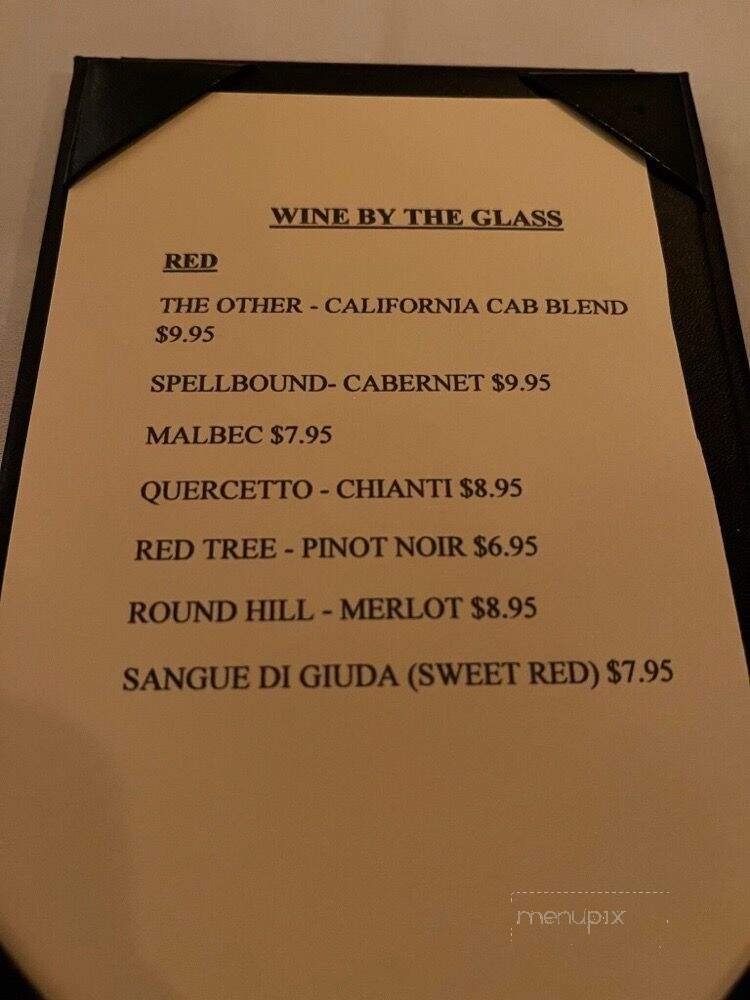 WINE BY THE GLASS
RED
THE OTHER - CALIFORNIA CAB BLEND
$9.95
SPELLBOUND- CABERNET $9.95
MALBEC $7.95
QUERCETTO - CHIANTI $8.95
RED TREE - PINOT NOIR $6.95
ROUND HILL - MERLOT $8.95
SANGUE DI GIUDA (SWEET RED) $7.95
menupix